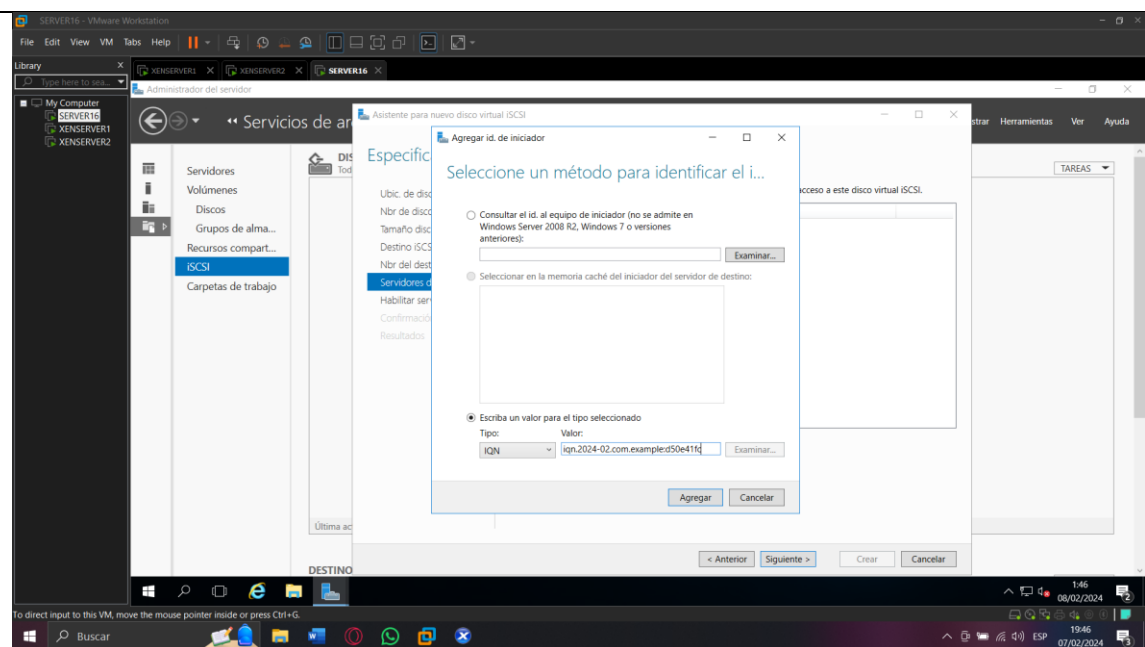 SERVER16 - VMware Workstation
File Edit View VM Tabs Help
Library X
Type here to sea...
My Computer
SERVER16
XENSERVER1
XENSERVER2
XENSERVER1 X XENSERVER2 X SERVER16 X
Administrador del servidor
Servicios de ar
Herramientas Ver Ayuda
TAREAS
Servidores
Volúmenes
Discos
Grupos de alma...
Recursos compart...
iSCSI
Carpetas de trabajo
DIS
Tod
Última ac
DESTINO
Asistente para nuevo disco virtual iSCSI
Especific
Ubic. de disc
Nbr de disco
Tamaño disc
Destino iSCS
Nbr del dest
Servidores d
Habilitar ser
Confirmació
Resultados
acceso a este disco virtual iSCSI.
Agregar id. de iniciador
Seleccione un método para identificar el i...
Consultar el id. al equipo de iniciador (no se admite en
Windows Server 2008 R2, Windows 7 o versiones
anteriores):
Examinar...
Seleccionar en la memoria caché del iniciador del servidor de destino:
Escriba un valor para el tipo seleccionado
Tipo: Valor:
IQN iqn.2024-02.com.example:d50e41fc Examinar...
Agregar Cancelar
< Anterior Siguiente > Crear Cancelar
1:46
08/02/2024
To direct input to this VM, move the mouse pointer inside or press Ctrl+G.
Buscar
ESP
19:46
07/02/2024